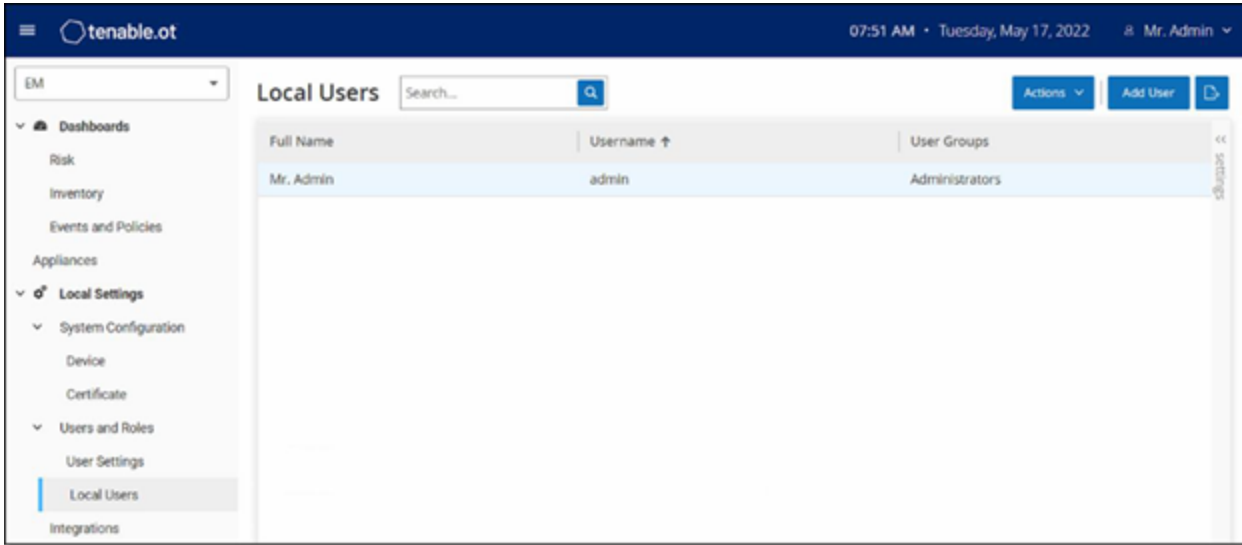 tenable.ot
07:51 AM • Tuesday, May 17, 2022 Mr. Admin
EM
Local Users Search... Actions Add User
Dashboards
Full Name Username ↑ User Groups
Risk
Mr. Admin admin Administrators
Inventory
Events and Policies
Appliances
Local Settings
System Configuration
Device
Certificate
Users and Roles
User Settings
Local Users
Integrations
settings